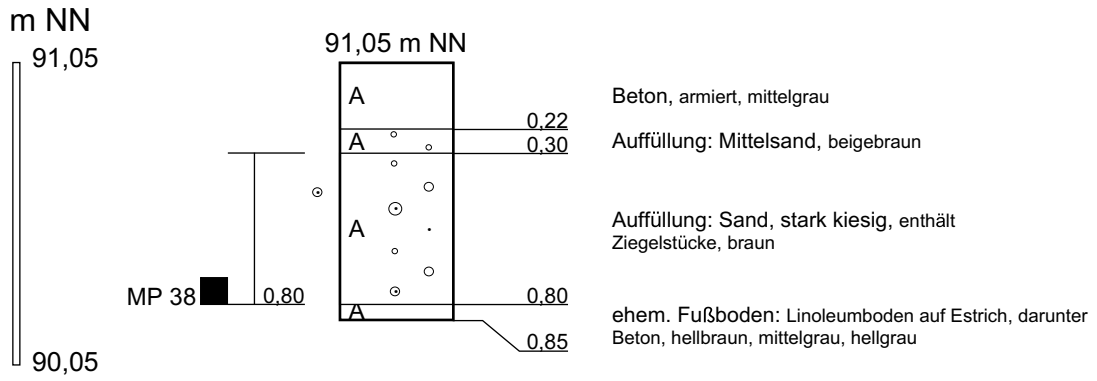 m NN
91,05
91,05 m NN
A
Beton, armiert, mittelgrau
0,22
A
0,30
Auffüllung: Mittelsand, beigebraun
A
Auffüllung: Sand, stark kiesig, enthält
Ziegelstücke, braun
MP 38
0,80
0,80
A
ehem. Fußboden: Linoleumboden auf Estrich, darunter
Beton, hellbraun, mittelgrau, hellgrau
0,85
90,05